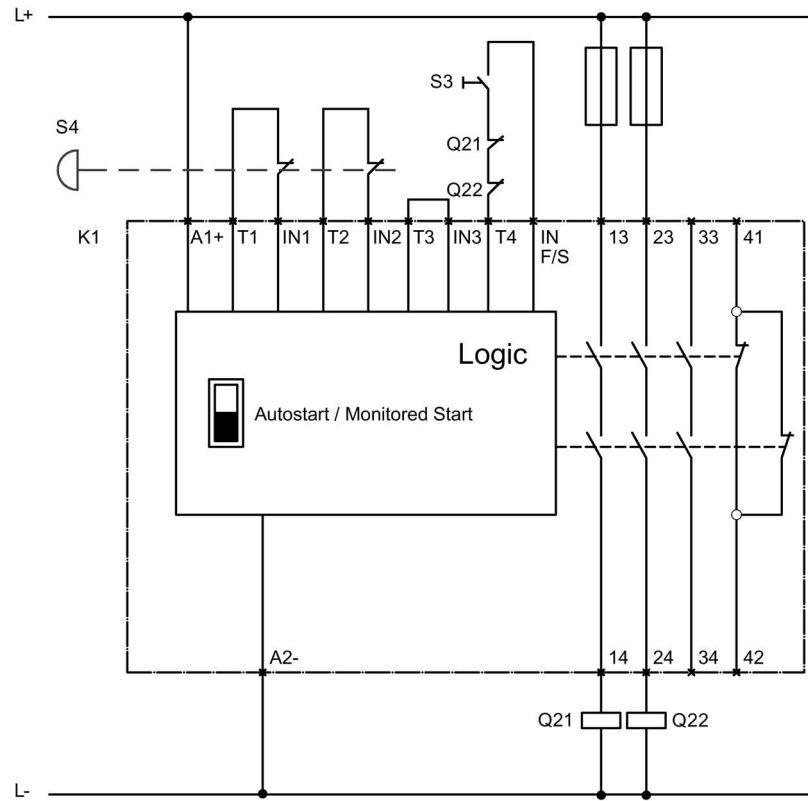 L+
S3
S4
Q21
Q22
K1
A1+ T1 IN1 T2 IN2 T3 IN3 T4 IN 13 23 33 41
F/S
Logic
Autostart / Monitored Start
A2- 14 24 34 42
Q21 Q22
L-